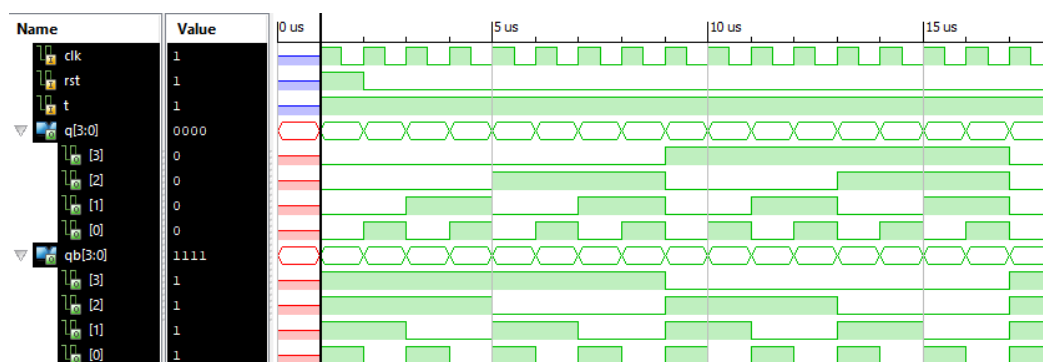 Name Value 0 us 5 us 10 us 15 us
clk 1
rst 1
t 1
q[3:0] 0000
[3] 0
[2] 0
[1] 0
[0] 0
qb[3:0] 1111
[3] 1
[2] 1
[1] 1
[0] 1